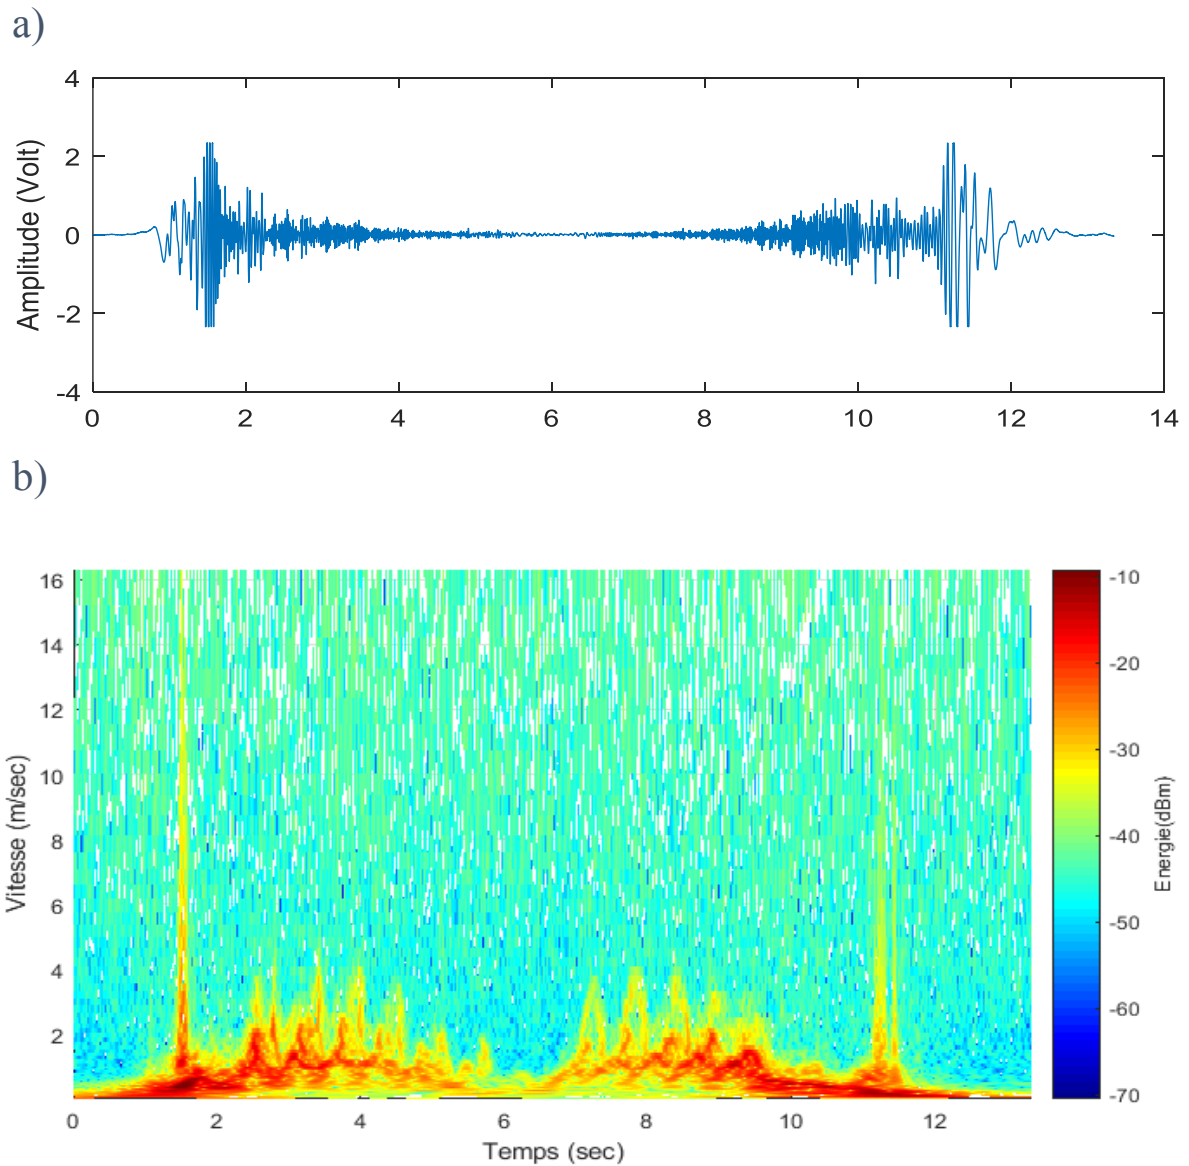 a)
4
2
0
-2
-4
Amplitude (Volt)
0 2 4 6 8 10 12 14
b)
16
14
12
10
8
6
4
2
Vitesse (m/sec)
0 2 4 6 8 10 12
Temps (sec)
-10
-20
-30
-40
-50
-60
-70
Energie(dBm)